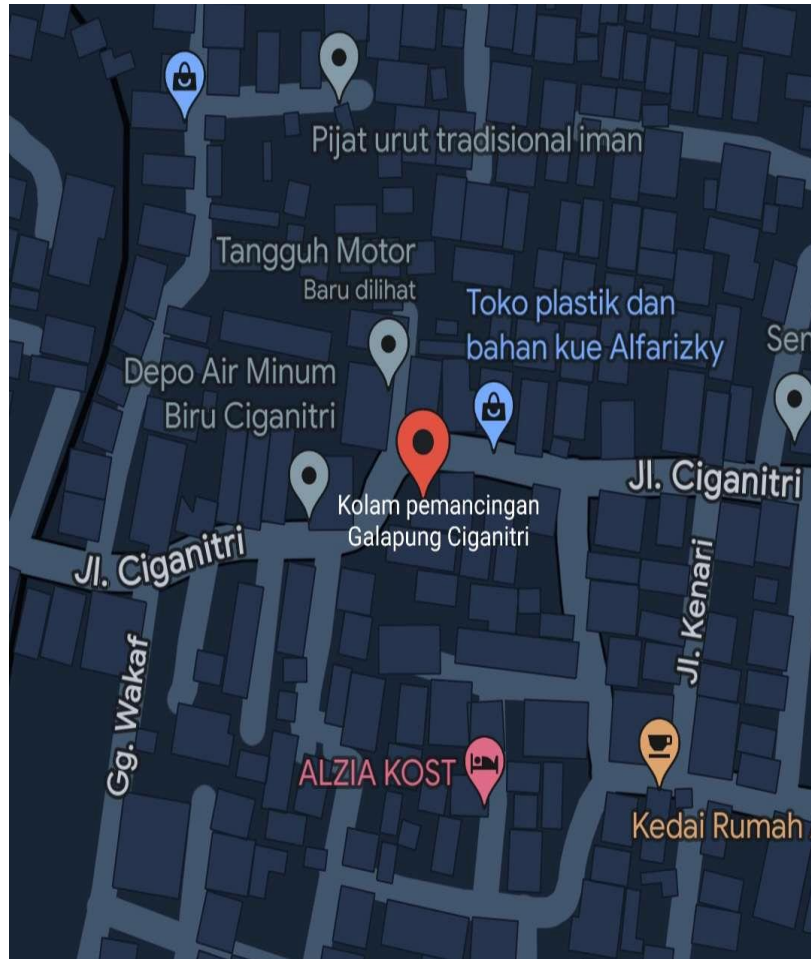 Pijat urut tradisional iman
Tangguh Motor
Baru dilihat
Toko plastik dan
bahan kue Alfarizky
Sen
Depo Air Minum
Biru Ciganitri
Jl. Ciganitri
Kolam pemancingan
Galapung Ciganitri
Jl. Ciganitri
Jl. Kenari
Gg. Wakaf
ALZIA KOST
Kedai Rumah